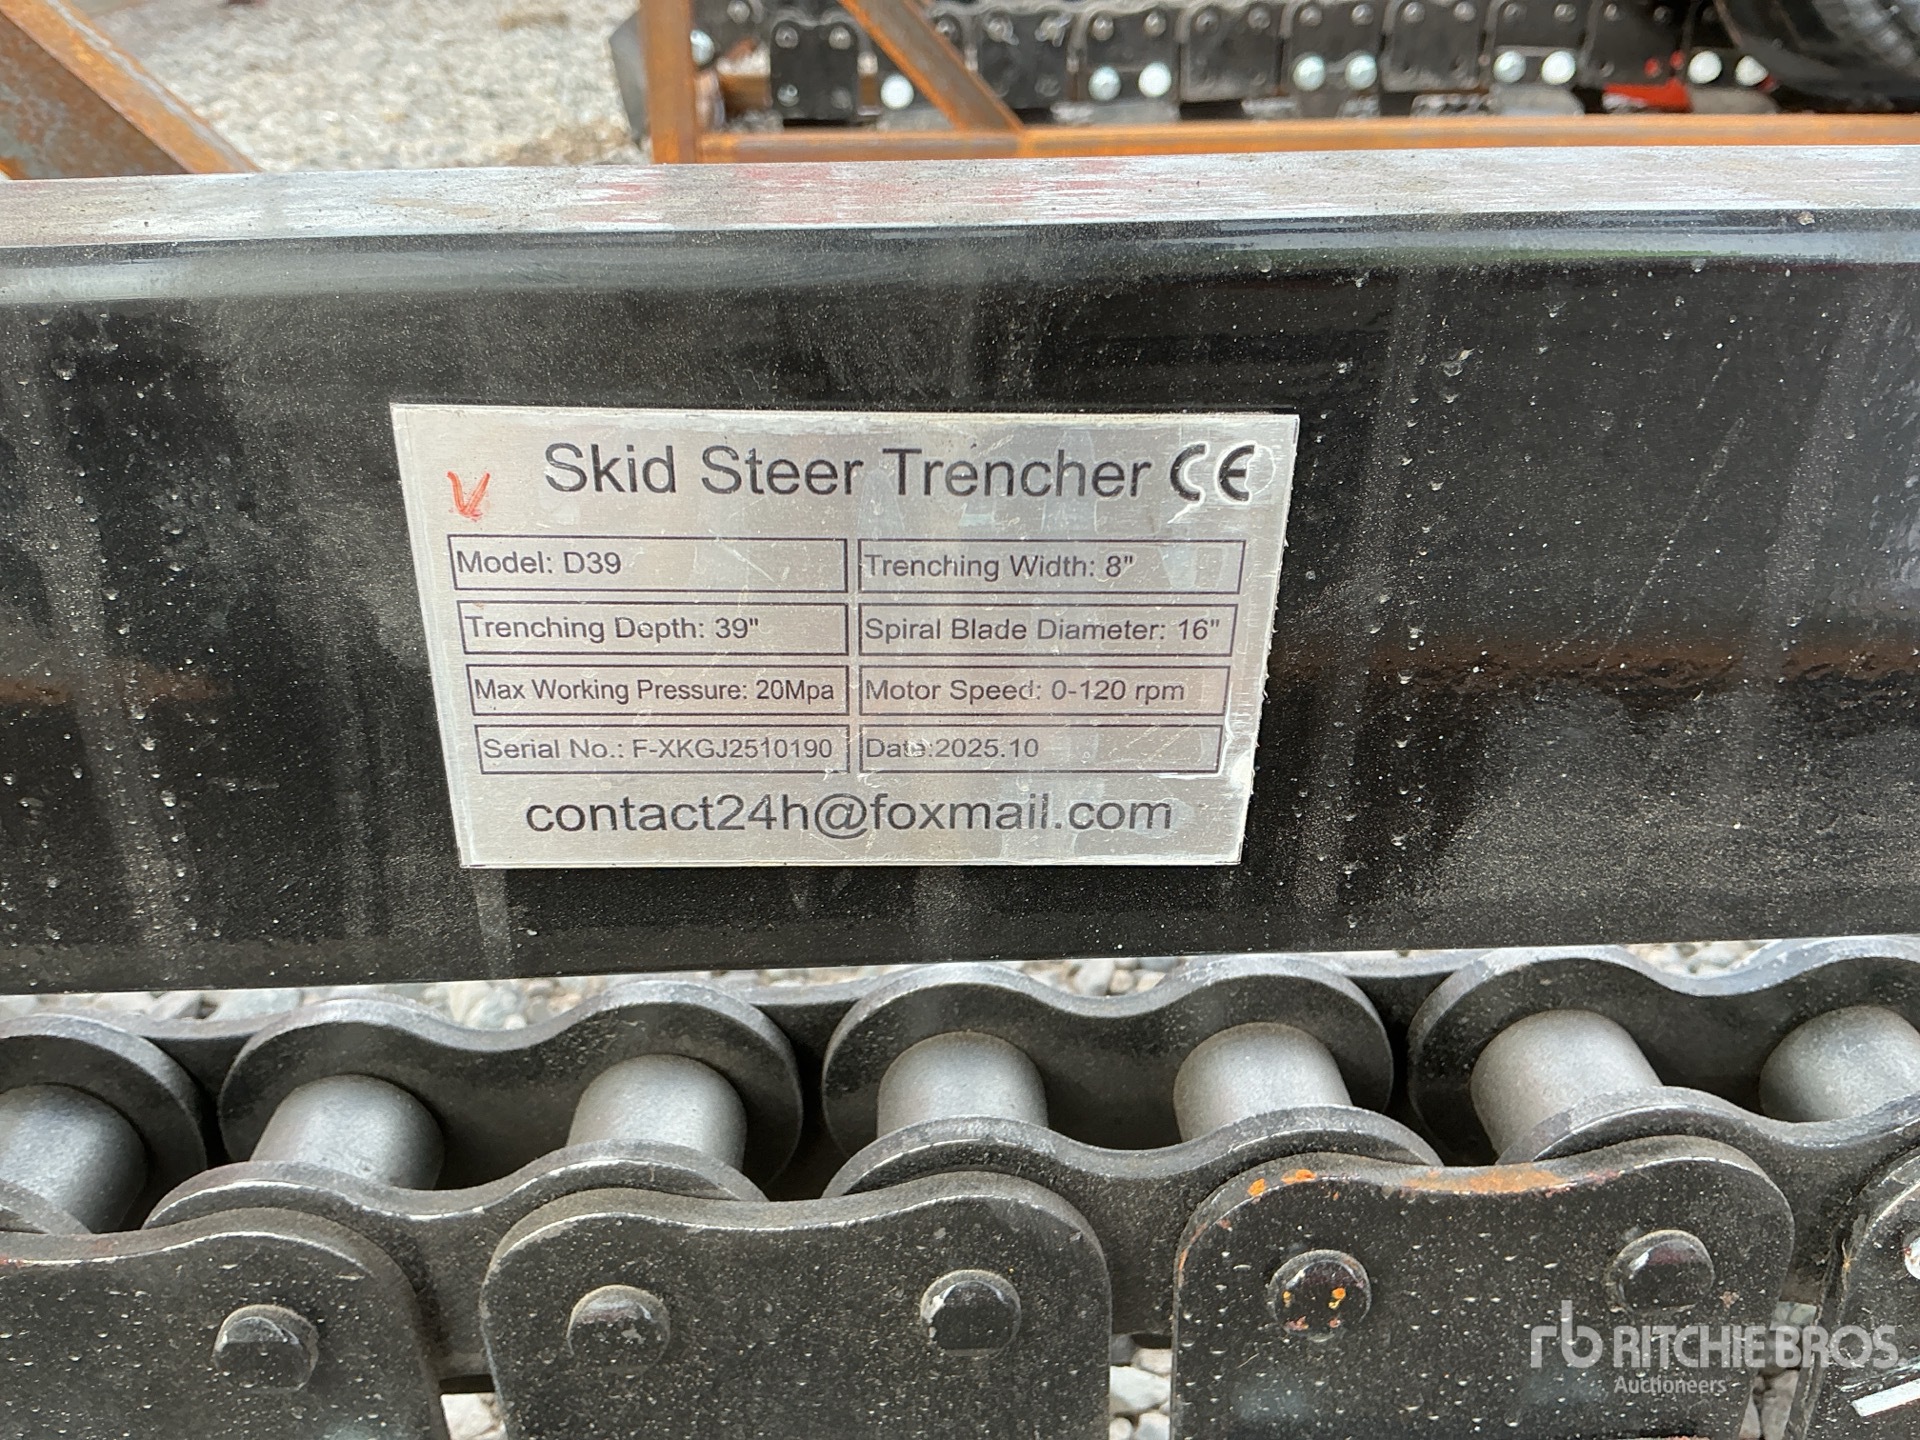 Skid Steer Trencher CE
Model: D39
Trenching Width: 8"
Trenching Depth: 39"
Spiral Blade Diameter: 16"
Max Working Pressure: 20Mpa
Motor Speed: 0-120 rpm
Serial No.: F-XKGJ2510190
Date:2025.10
contact24h@foxmail.com
rb RITCHIE BROS
Auctioneers